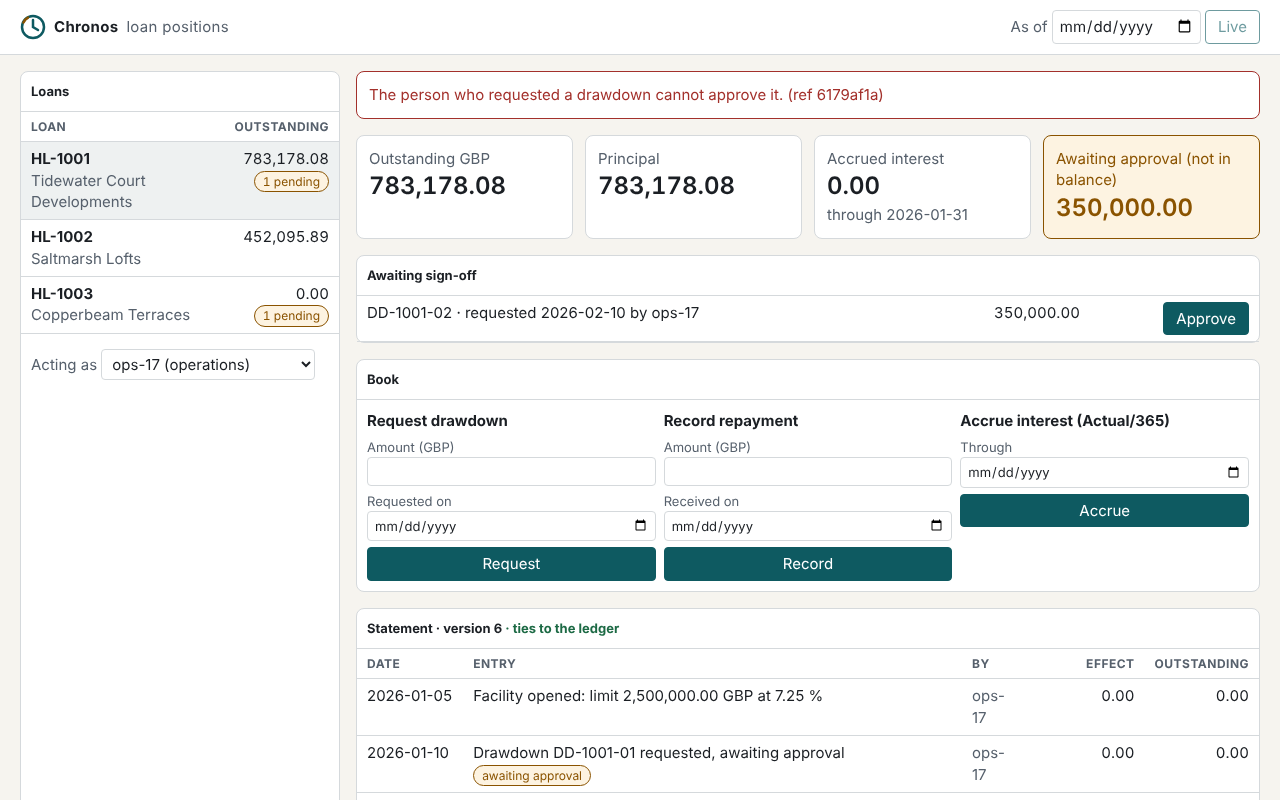 Chronos loan positions
As of mm/dd/yyyy Live
Loans
LOAN OUTSTANDING
HL-1001 783,178.08
Tidewater Court 1 pending
Developments
HL-1002 452,095.89
Saltmarsh Lofts
HL-1003 0.00
Copperbeam Terraces 1 pending
Acting as ops-17 (operations)
The person who requested a drawdown cannot approve it. (ref 6179af1a)
Outstanding GBP
783,178.08
Principal
783,178.08
Accrued interest
0.00
through 2026-01-31
Awaiting approval (not in
balance)
350,000.00
Awaiting sign-off
DD-1001-02 · requested 2026-02-10 by ops-17 350,000.00 Approve
Book
Request drawdown
Amount (GBP)
Requested on
mm/dd/yyyy
Request
Record repayment
Amount (GBP)
Received on
mm/dd/yyyy
Record
Accrue interest (Actual/365)
Through
mm/dd/yyyy
Accrue
Statement · version 6 · ties to the ledger
DATE ENTRY BY EFFECT OUTSTANDING
2026-01-05 Facility opened: limit 2,500,000.00 GBP at 7.25 % ops- 0.00 0.00
17
2026-01-10 Drawdown DD-1001-01 requested, awaiting approval ops- 0.00 0.00
awaiting approval 17